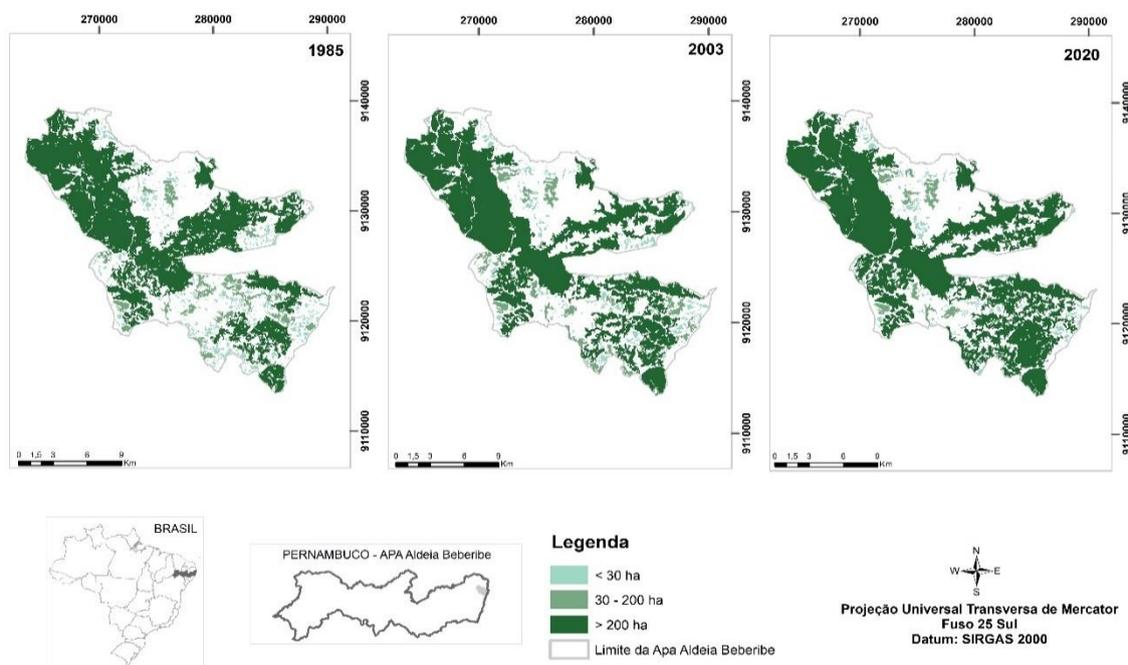 270000 280000 290000
1985
9140000
9130000
9120000
9110000
0 1,5 3 6 9
Km
270000 280000 290000
2003
9140000
9130000
9120000
9110000
0 1,5 3 6 9
Km
270000 280000 290000
2020
9140000
9130000
9120000
9110000
0 1,5 3 6 9
Km
BRASIL
PERNAMBUCO - APA Aldeia Beberibe
Legenda
< 30 ha
30 - 200 ha
> 200 ha
Limite da Apa Aldeia Beberibe
N
W E
S
Projeção Universal Transversa de Mercator
Fuso 25 Sul
Datum: SIRGAS 2000